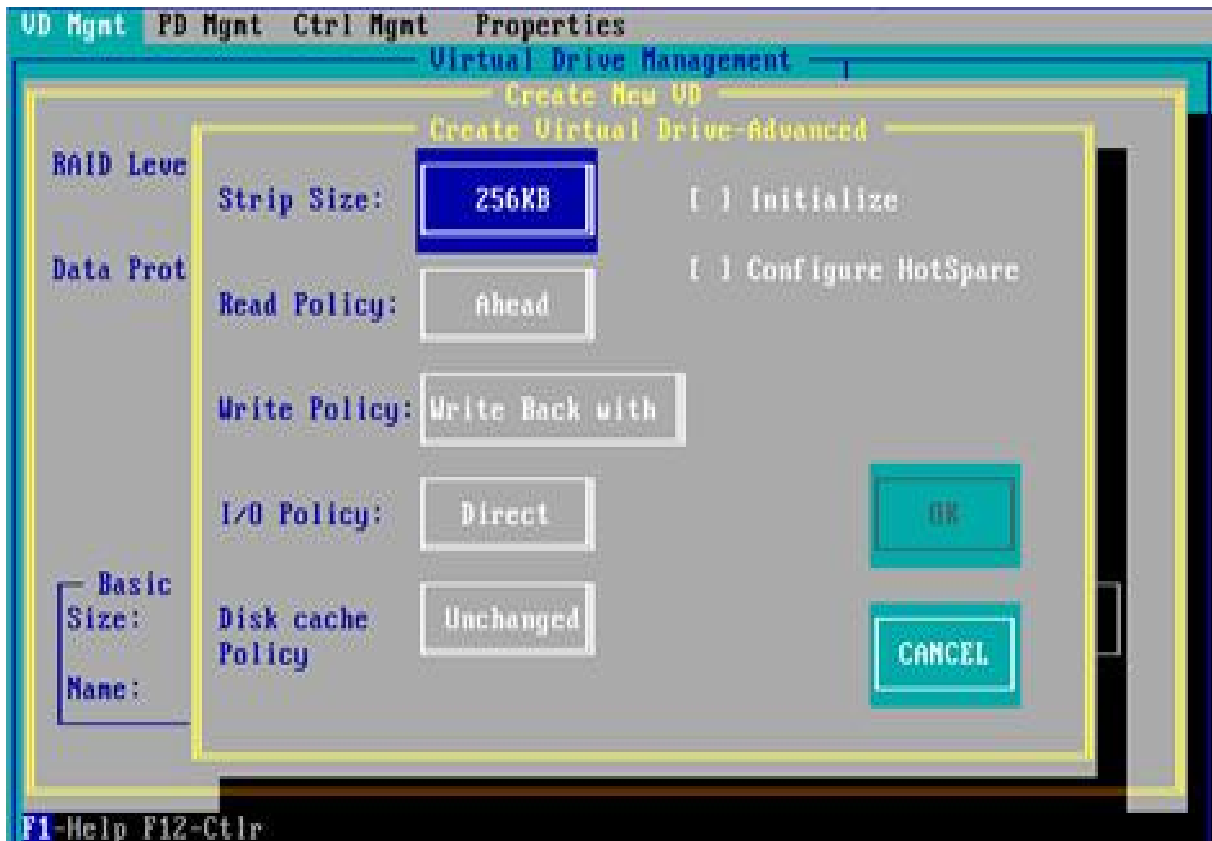 VD Mgmt PD Mgmt Ctrl Mgmt Properties
Virtual Drive Management
Create New VD
Create Virtual Drive-Advanced
RAID Leve
Strip Size: 256KB [ ] Initialize
Data Prot
[ ] Configure HotSpare
Read Policy: Ahead
Write Policy: Write Back with
I/O Policy: Direct
OK
Basic
Size:
Disk cache
Policy
Unchanged
CANCEL
Name:
F1-Help F12-Ctlr